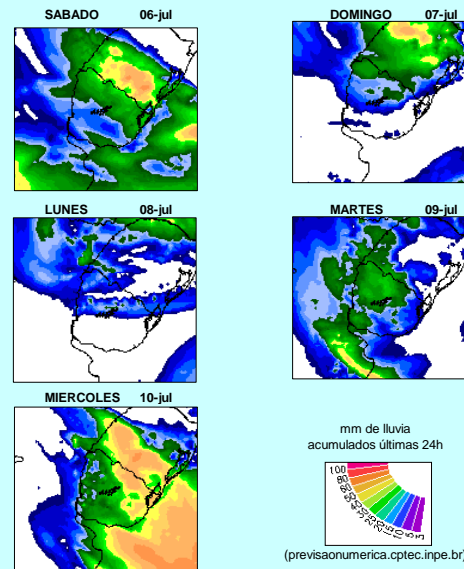 SABADO 06-jul
DOMINGO 07-jul
LUNES 08-jul
MARTES 09-jul
MIERCOLES 10-jul
mm de lluvia
acumulados últimas 24h
100
80
(previsaonumerica.cptec.inpe.br)